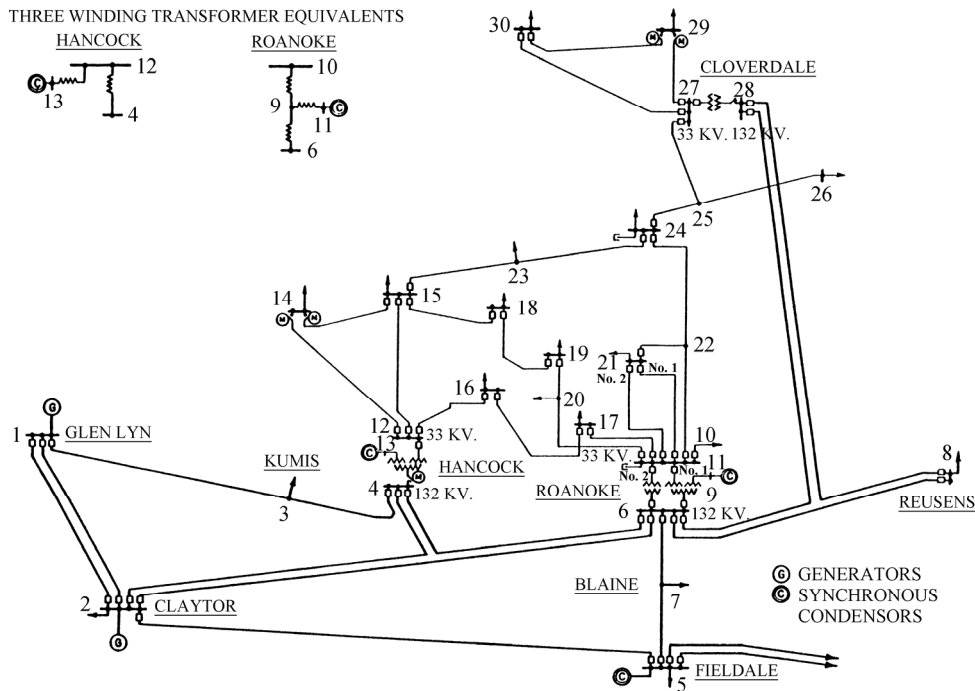 THREE WINDING TRANSFORMER EQUIVALENTS
HANCOCK
ROANOKE
12
10
C
13
4
9
C
11
6
30
29
M M
CLOVERDALE
27
28
33 KV.
132 KV.
26
25
24
23
14
M M
15
18
22
19
21
No. 2
No. 1
16
20
17
G
1
GLEN LYN
12
13
33 KV.
C
HANCOCK
M
KUMIS
3
4
132 KV.
10
33 KV.
No. 2
No. 1
11
C
ROANOKE
9
6
132 KV.
8
REUSENS
2
CLAYTOR
G
BLAINE
7
G GENERATORS
C SYNCHRONOUS
CONDENSORS
C
5
FIELDALE